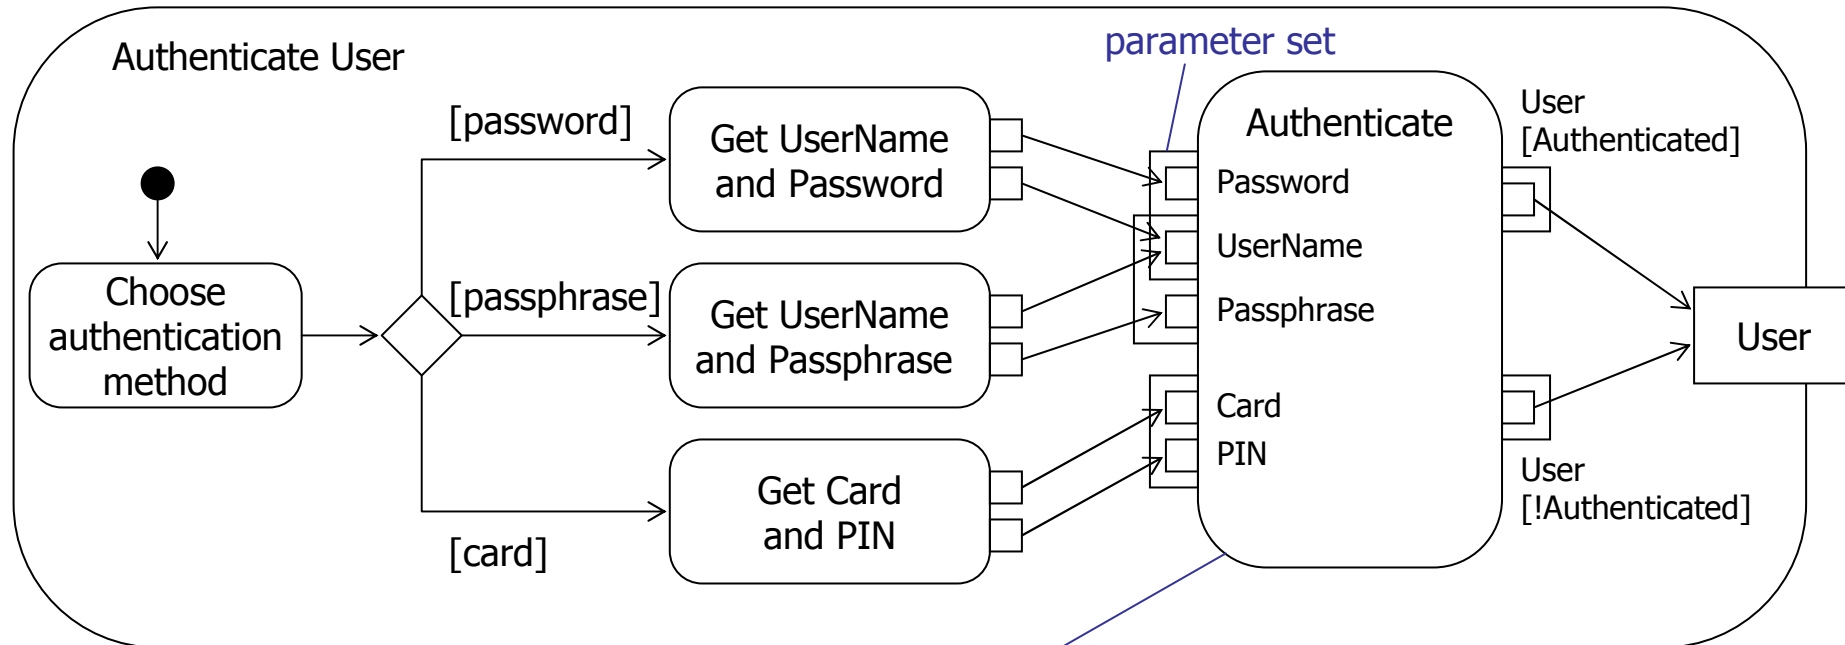 Authenticate User
parameter set
[password]
Get UserName
and Password
Choose
authentication
method
[passphrase]
Get UserName
and Passphrase
[card]
Get Card
and PIN
Authenticate
Password
UserName
Passphrase
Card
PIN
User
[Authenticated]
User
[!Authenticated]
User